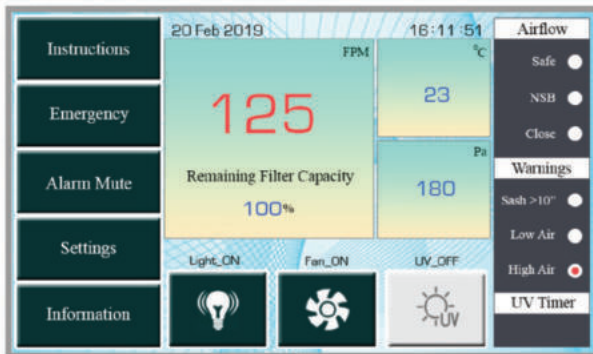 Instructions
Emergency
Alarm Mute
Settings
Information
20 Feb 2019
16:11:51
FPM
125
Remaining Filter Capacity
100%
°C
23
Pa
180
Light_ON
Fan_ON
UV_OFF
UV
Airflow
Safe
NSB
Close
Warnings
Sash >10"
Low Air
High Air
UV Timer